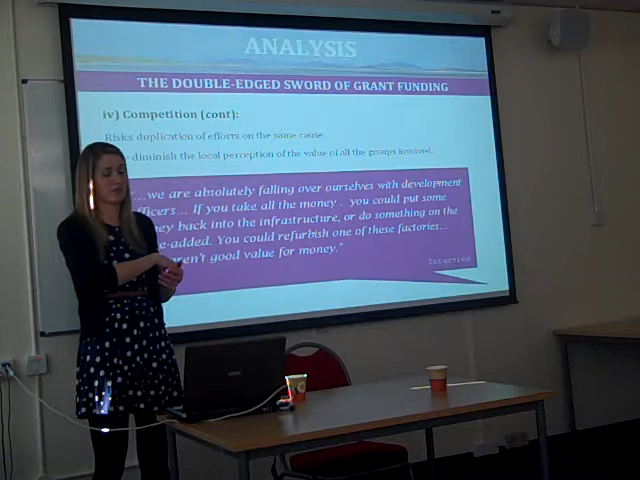 ANALYSIS
THE DOUBLE-EDGED SWORD OF GRANT FUNDING
iv) Competition (cont):
Risks duplication of efforts on the same cause
diminish the local perception of the value of all the groups involved.
...we are absolutely falling over ourselves with development
officers... If you take all the money . you could put some
back into the infrastructure, or do something on the
-added. You could refurbish one of these factories...
aren't good value for money."
Interview